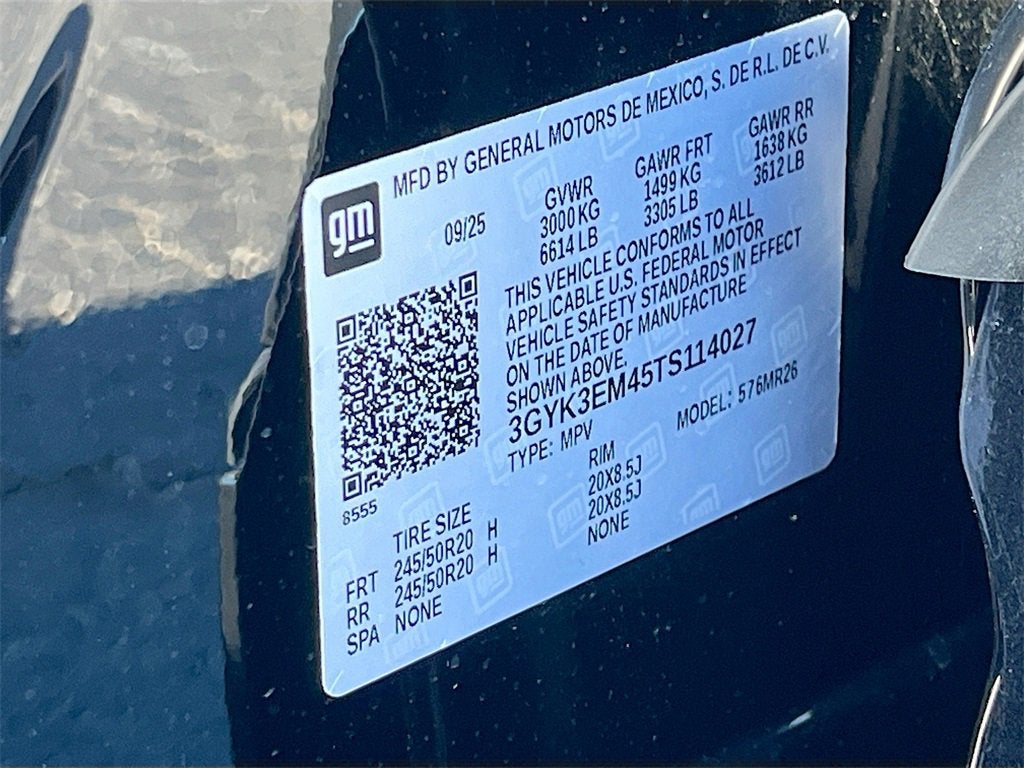 gm
MFD BY GENERAL MOTORS DE MEXICO, S. DE R.L. DE C.V.
09/25
GVWR GAWR FRT GAWR RR
3000 KG 1499 KG 1638 KG
6614 LB 3305 LB 3612 LB
THIS VEHICLE CONFORMS TO ALL
APPLICABLE U.S. FEDERAL MOTOR
VEHICLE SAFETY STANDARDS IN EFFECT
ON THE DATE OF MANUFACTURE
SHOWN ABOVE.
3GYK3EM45TS114027
TYPE: MPV MODEL: 576MR26
8555
TIRE SIZE RIM
FRT 245/50R20 H 20X8.5J
RR 245/50R20 H 20X8.5J
SPA NONE NONE